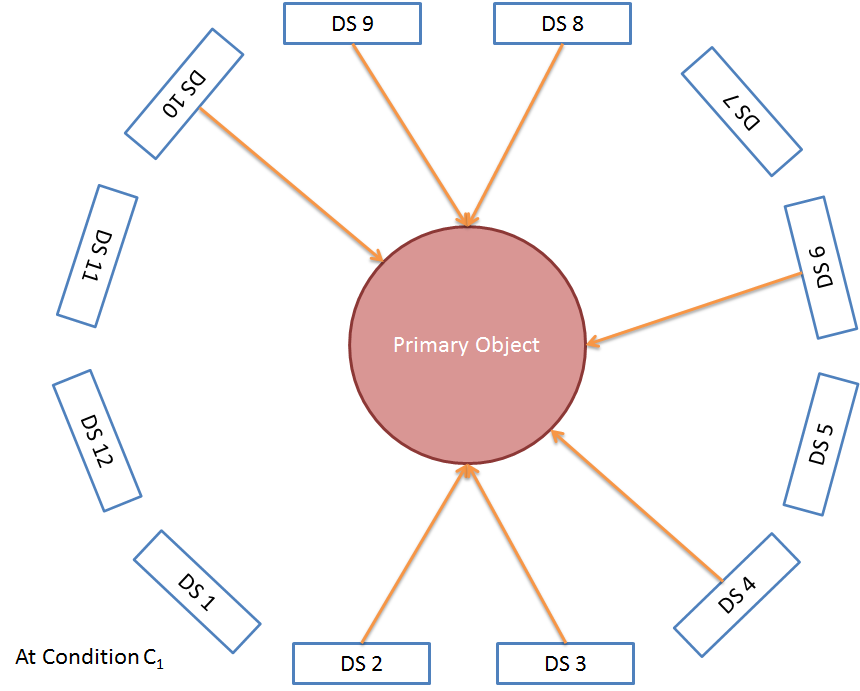 DS 9
DS 8
DS 10
DS 7
DS 11
DS 6
Primary Object
DS 12
DS 5
DS 1
DS 4
DS 2
DS 3
At Condition C₁